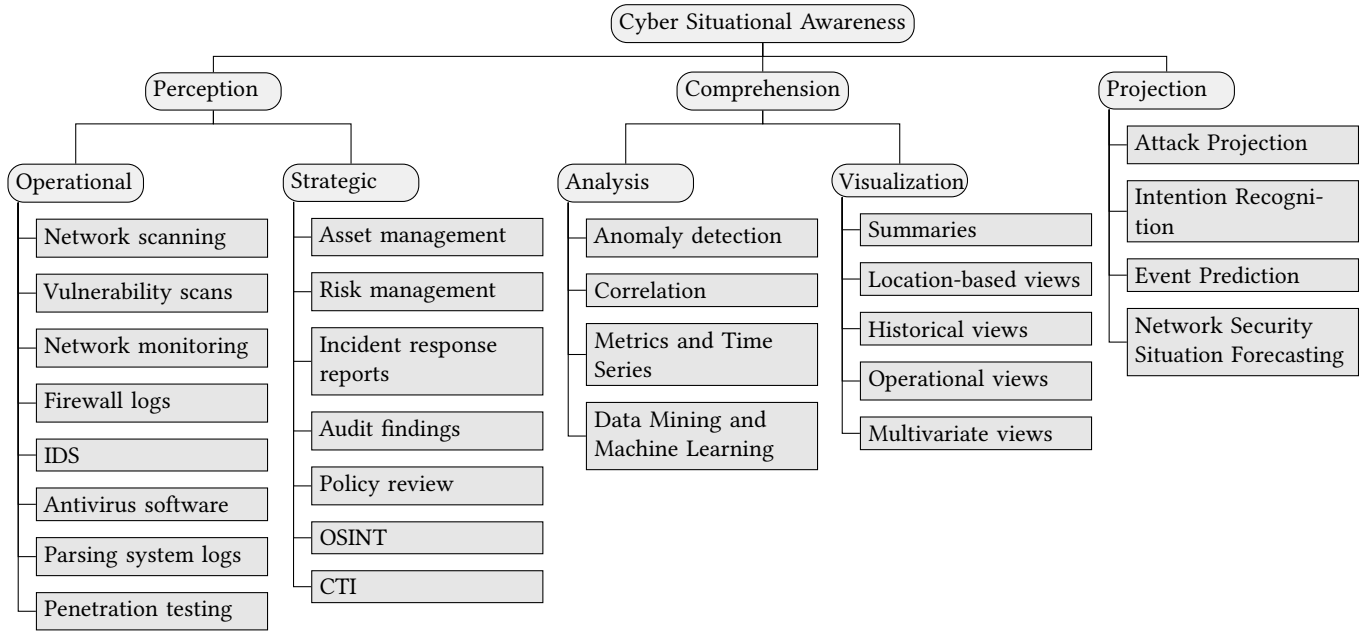 Cyber Situational Awareness
Perception
Comprehension
Projection
Operational
Network scanning
Vulnerability scans
Network monitoring
Firewall logs
IDS
Antivirus software
Parsing system logs
Penetration testing
Strategic
Asset management
Risk management
Incident response
reports
Audit findings
Policy review
OSINT
CTI
Analysis
Anomaly detection
Correlation
Metrics and Time
Series
Data Mining and
Machine Learning
Visualization
Summaries
Location-based views
Historical views
Operational views
Multivariate views
Attack Projection
Intention Recogni-
tion
Event Prediction
Network Security
Situation Forecasting